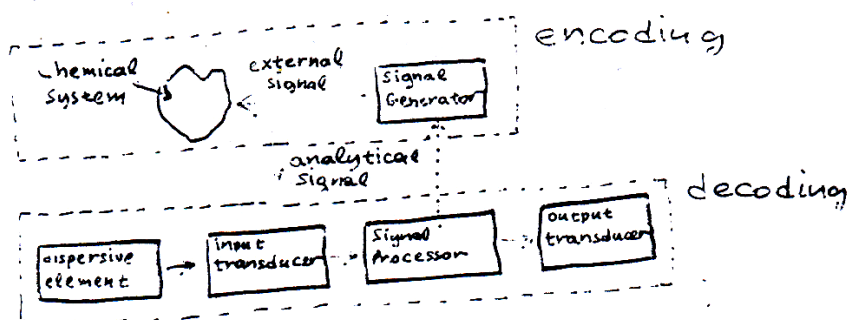 encoding
chemical
system
external
signal
Signal
Generator
analytical
signal
decoding
dispersive
element
input
transducer
Signal
Processor
output
transducer